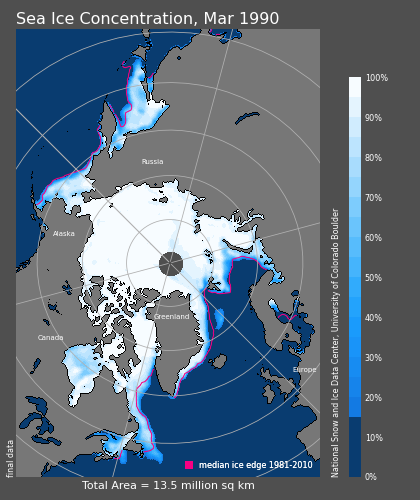 Sea Ice Concentration, Mar 1990
Russia
Alaska
Greenland
Canada
Europe
median ice edge 1981-2010
final data
Total Area = 13.5 million sq km
100%
90%
80%
70%
60%
50%
40%
30%
20%
10%
0%
National Snow and Ice Data Center, University of Colorado Boulder